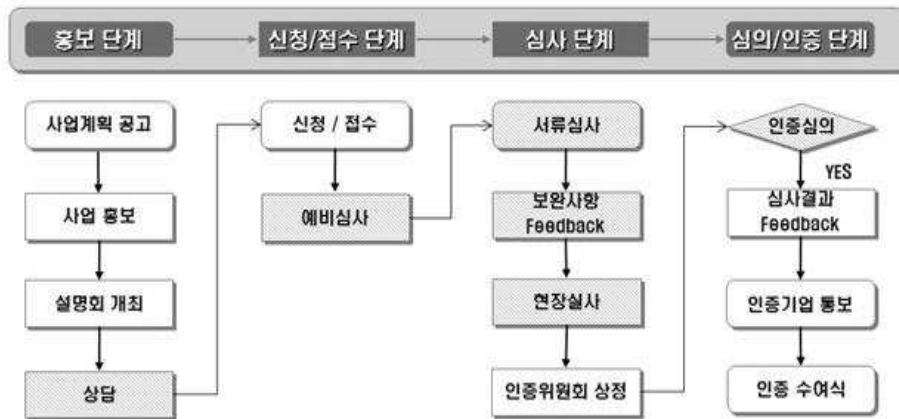 홍보 단계
신청/접수 단계
심사 단계
심의/인증 단계
사업계획 공고
사업 홍보
설명회 개최
상담
신청 / 접수
예비심사
서류심사
보완사항
Feedback
현장실사
인증위원회 상정
인증심의
YES
심사결과
Feedback
인증기업 통보
인증 수여식